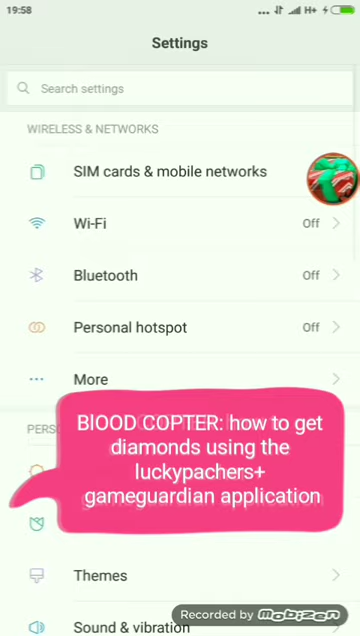 19:58
... H+
Settings
Search settings
WIRELESS & NETWORKS
SIM cards & mobile networks
Wi-Fi Off
Bluetooth Off
Personal hotspot Off
... More
PERS
BlOOD COPTER: how to get
diamonds using the
luckypachers+
gameguardian application
Themes
Sound & vibration
Recorded by mobizen